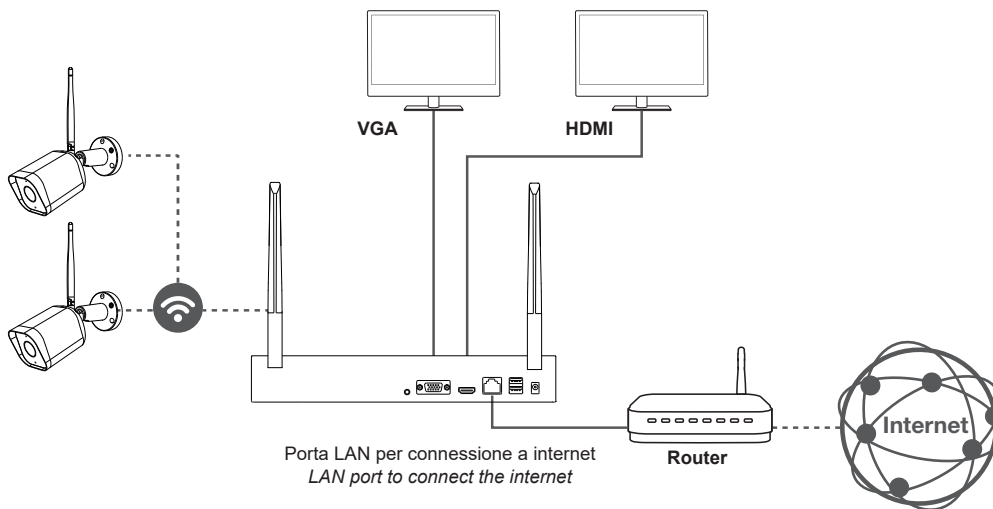 VGA
HDMI
Internet
Porta LAN per connessione a internet
LAN port to connect the internet
Router